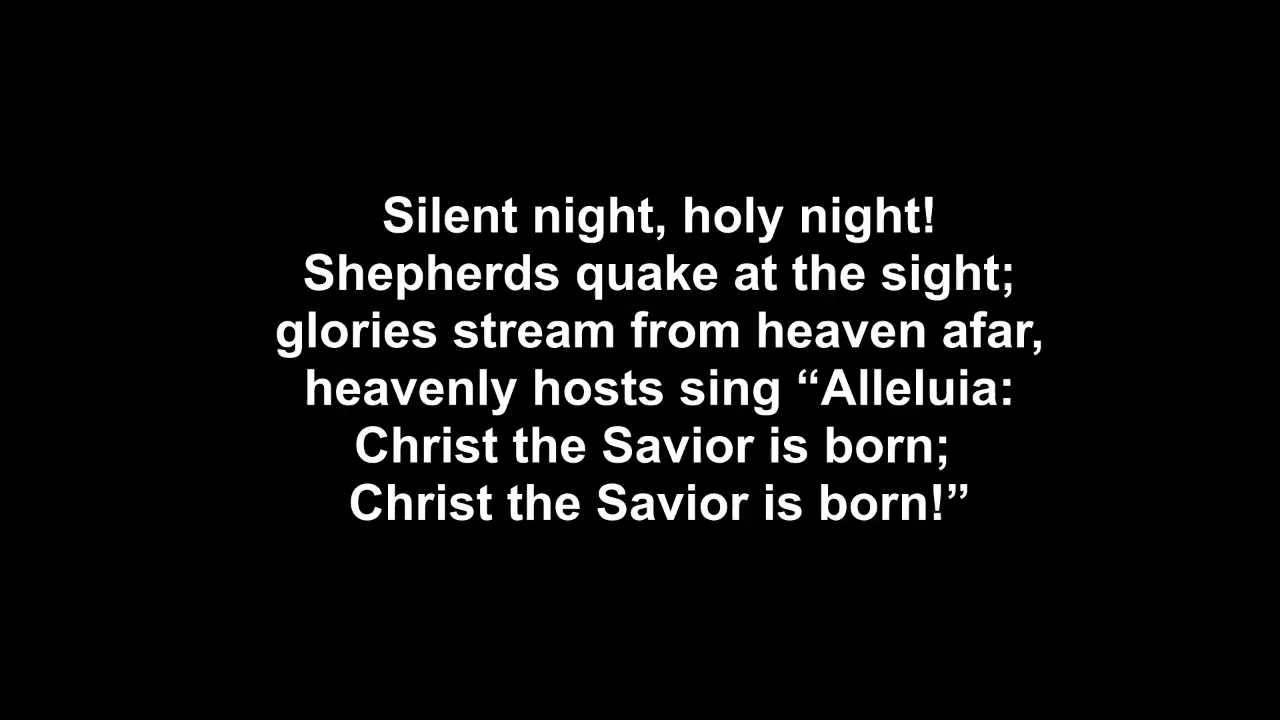 Silent night, holy night!
Shepherds quake at the sight;
glories stream from heaven afar,
heavenly hosts sing “Alleluia:
Christ the Savior is born;
Christ the Savior is born!”